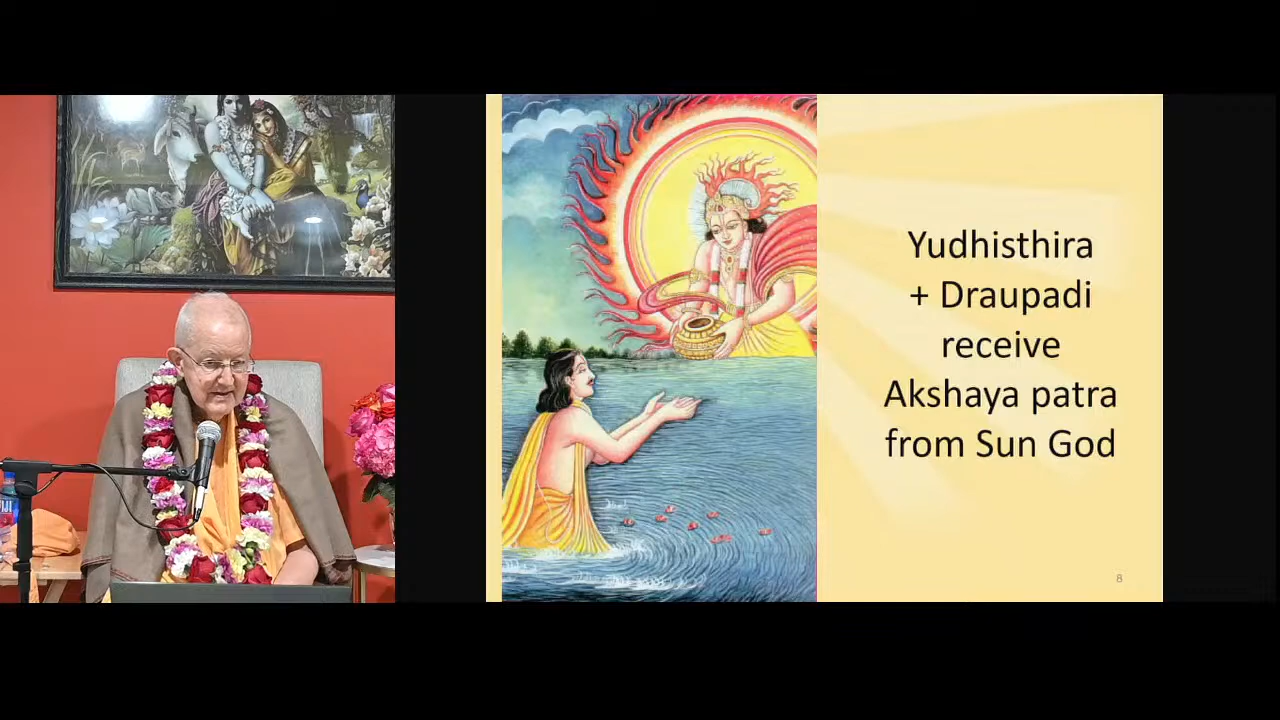 Yudhisthira
+ Draupadi
receive
Akshaya patra
from Sun God
8